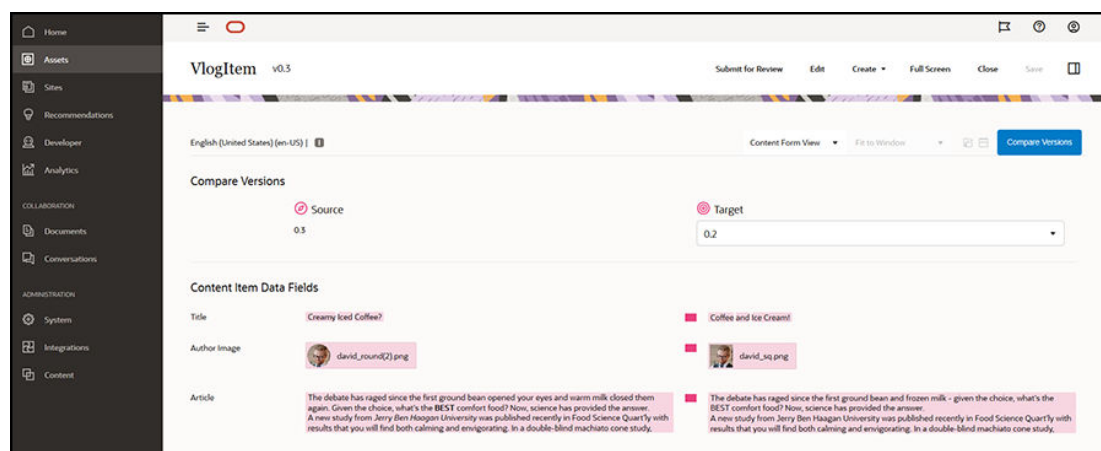 Home
Assets
Sites
Recommendations
Developer
Analytics
COLLABORATION
Documents
Conversations
ADMINISTRATION
System
Integrations
Content
VlogItem v0.3
Submit for Review Edit Create Full Screen Close Save
English (United States) (en-US) |
Content Form View Fit to Window Compare Versions
Compare Versions
Source Target
0.3 0.2
Content Item Data Fields
Title Creamy Iced Coffee? Coffee and Ice Cream!
Author Image david_round(2).png david_sq.png
Article
The debate has raged since the first ground bean opened your eyes and warm milk closed them
again. Given the choice, what's the BEST comfort food? Now, science has provided the answer.
A new study from Jerry Ben Hoogan University was published recently in Food Science Quart'ly with
results that you will find both calming and envigorating. In a double-blind machiato cone study,
The debate has raged since the first ground bean and frozen milk - given the choice, what's the
BEST comfort food? Now, science has provided the answer.
A new study from Jerry Ben Haagan University was published recently in Food Science Quart'ly with
results that you will find both calming and envigorating. In a double-blind machiato cone study,